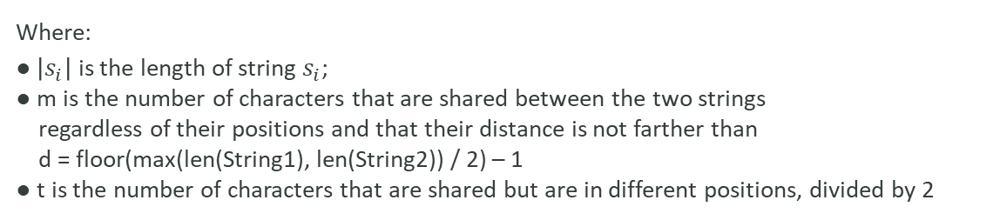 Where:
● |𝑠ᵢ| is the length of string 𝑠ᵢ;
● m is the number of characters that are shared between the two strings
regardless of their positions and that their distance is not farther than
d = floor(max(len(String1), len(String2)) / 2) – 1
● t is the number of characters that are shared but are in different positions, divided by 2